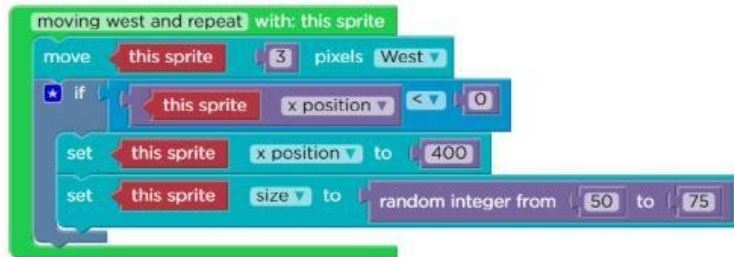 moving west and repeat with: this sprite
move this sprite 3 pixels West
if this sprite x position < 0
set this sprite x position to 400
set this sprite size to random integer from 50 to 75